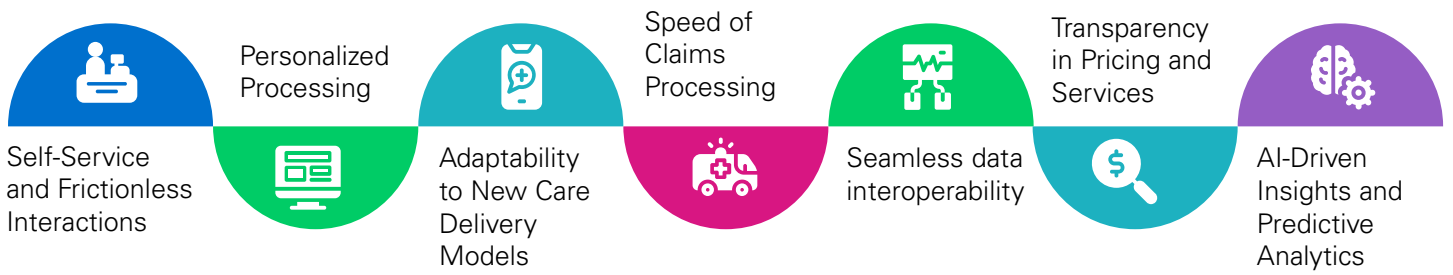 Self-Service
and Frictionless
Interactions
Personalized
Processing
Adaptability
to New Care
Delivery
Models
Speed of
Claims
Processing
Seamless data
interoperability
Transparency
in Pricing and
Services
$
AI-Driven
Insights and
Predictive
Analytics